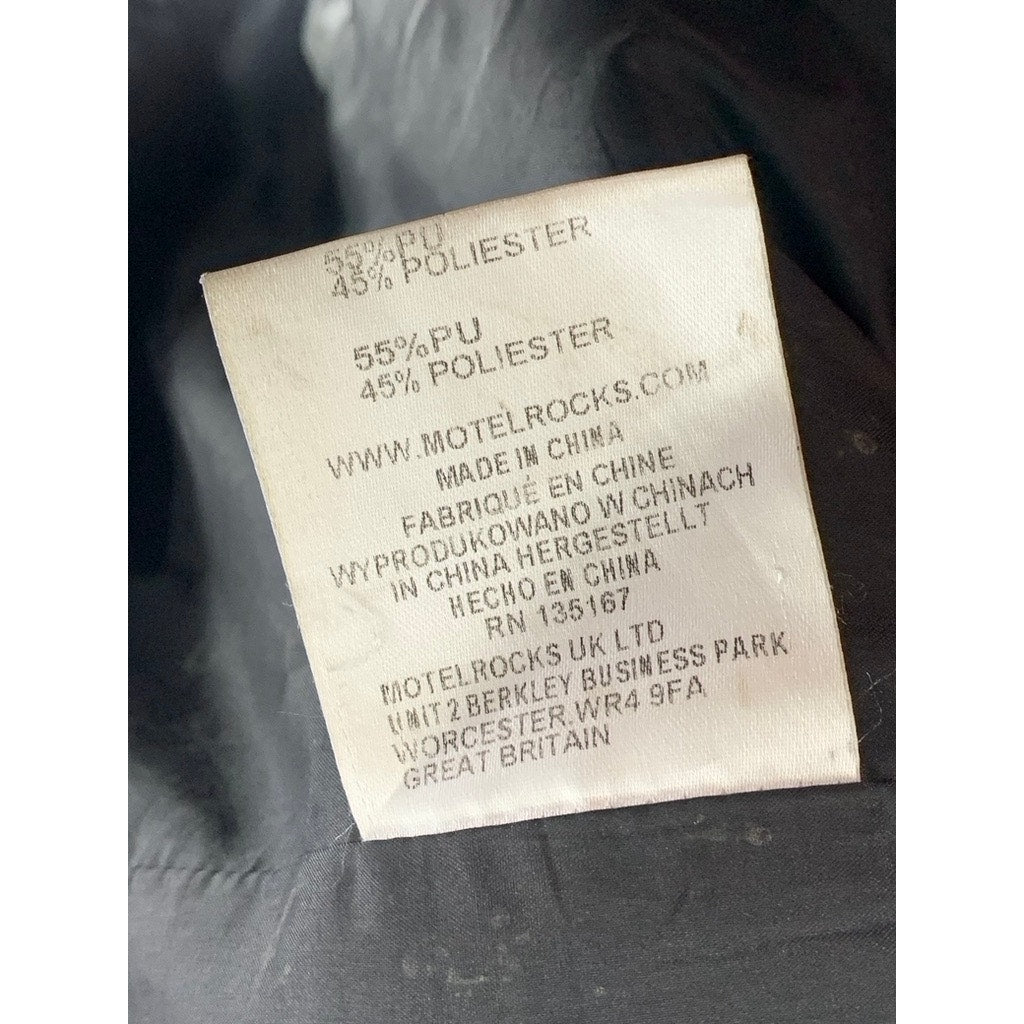 55%PU
45% POLIESTER
55%PU
45% POLIESTER
WWW.MOTELROCKS.COM
MADE IN CHINA
FABRIQUÉ EN CHINE
WYPRODUKOWANO W CHINACH
IN CHINA HERGESTELLT
HECHO EN CHINA
RN 135167
MOTELROCKS UK LTD
UNIT 2 BERKLEY BUSINESS PARK
WORCESTER.WR4 9FA
GREAT BRITAIN